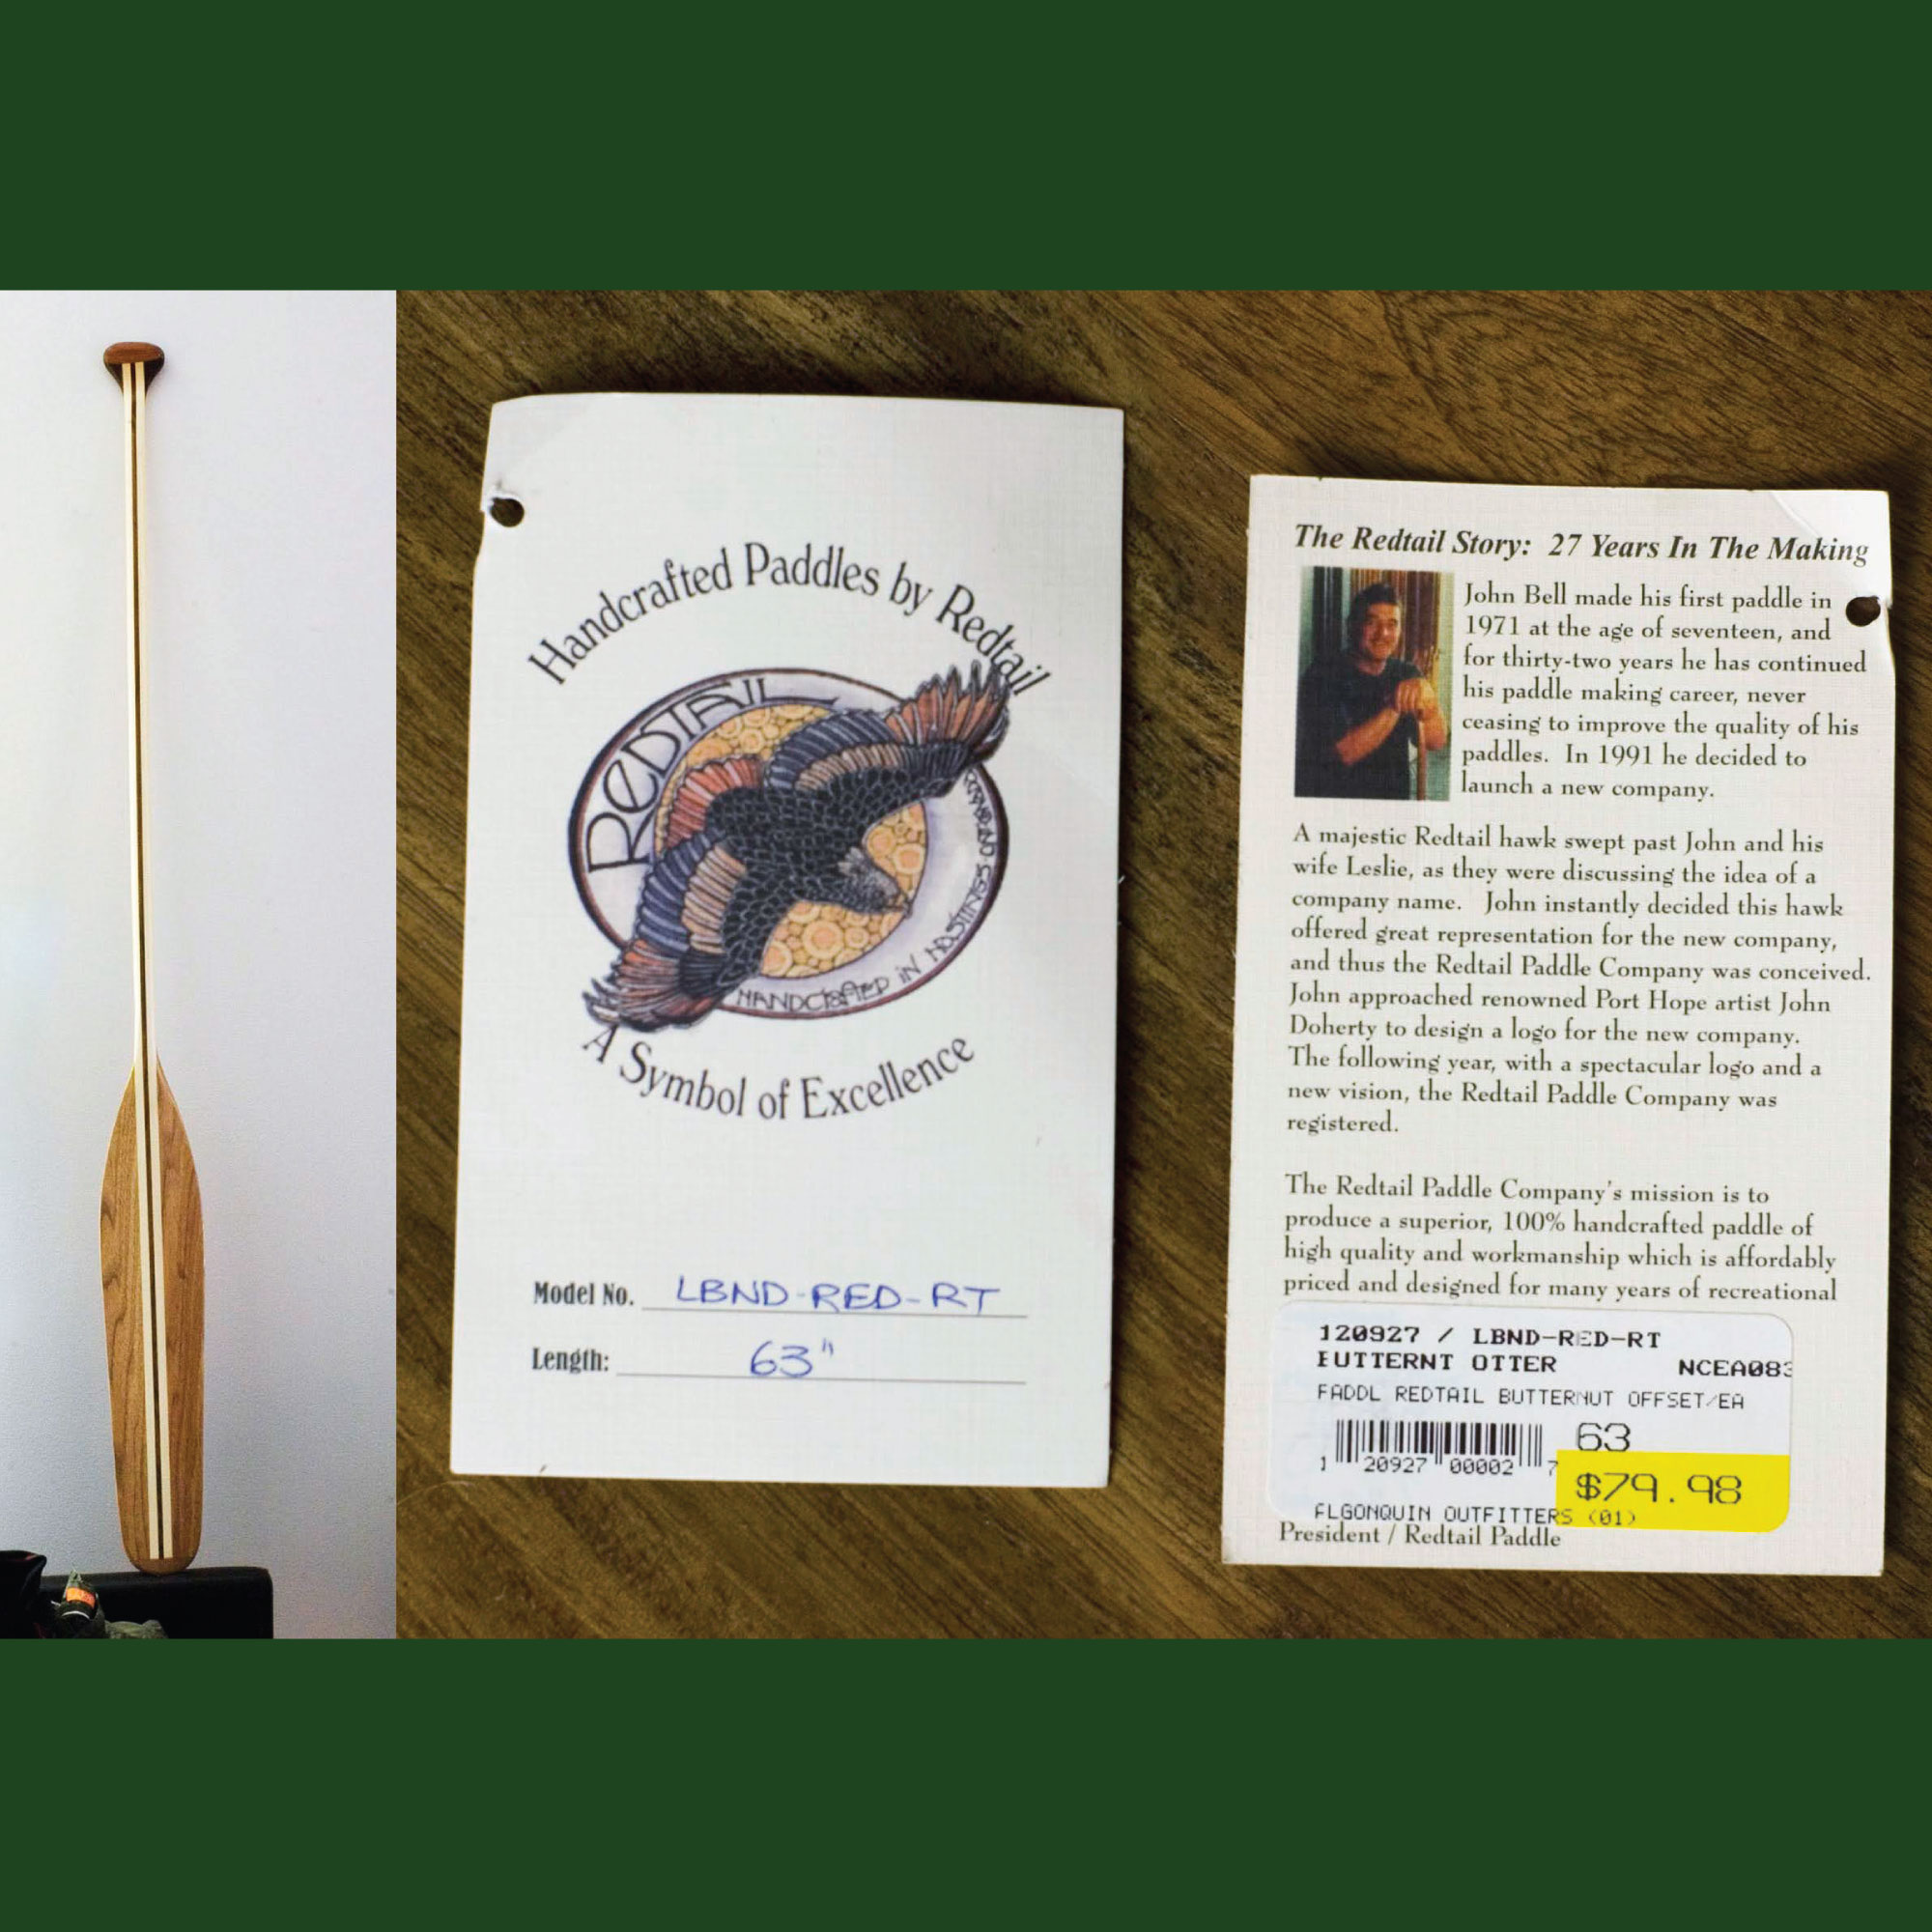 Handcrafted Paddles by Redtail
REDTAIL
HANDCRAFTED IN HASTINGS ONTARIO
A Symbol of Excellence
Model No. LBND-RED-RT
Length: 63"
The Redtail Story: 27 Years In The Making
John Bell made his first paddle in
1971 at the age of seventeen, and
for thirty-two years he has continued
his paddle making career, never
ceasing to improve the quality of his
paddles. In 1991 he decided to
launch a new company.
A majestic Redtail hawk swept past John and his
wife Leslie, as they were discussing the idea of a
company name. John instantly decided this hawk
offered great representation for the new company,
and thus the Redtail Paddle Company was conceived.
John approached renowned Port Hope artist John
Doherty to design a logo for the new company.
The following year, with a spectacular logo and a
new vision, the Redtail Paddle Company was
registered.
The Redtail Paddle Company's mission is to
produce a superior, 100% handcrafted paddle of
high quality and workmanship which is affordably
priced and designed for many years of recreational
120927 / LBND-RED-RT
BUTTERNT OTTER NCEA083
PADDL REDTAIL BUTTERNUT OFFSET/EA
63
1 20927 00002 7
$79.98
ALGONQUIN OUTFITTERS (01)
President / Redtail Paddle